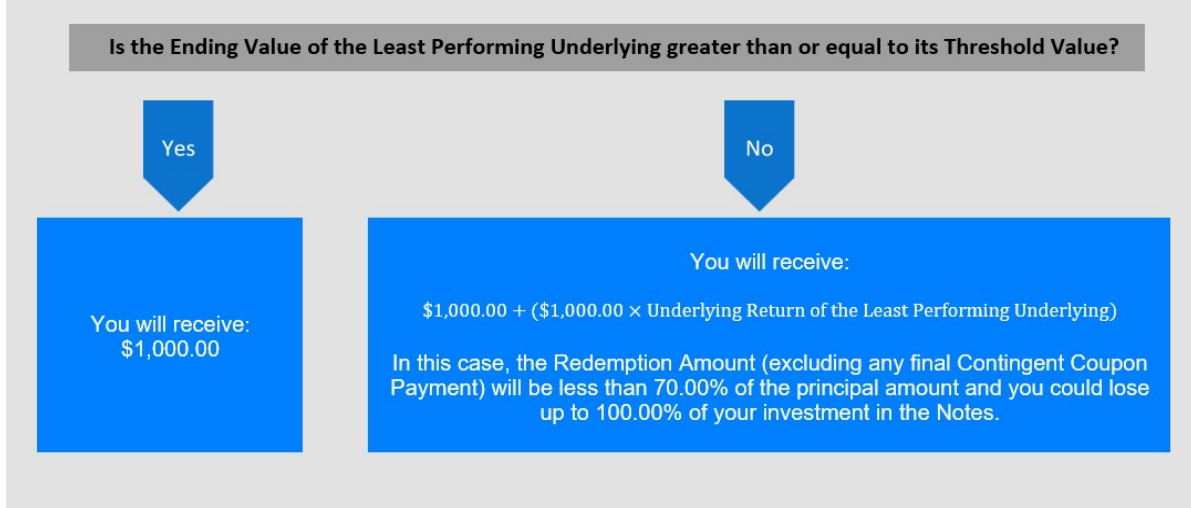 Is the Ending Value of the Least Performing Underlying greater than or equal to its Threshold Value?
Yes
No
You will receive:
$1,000.00
You will receive:
$1,000.00 + ($1,000.00 × Underlying Return of the Least Performing Underlying)
In this case, the Redemption Amount (excluding any final Contingent Coupon
Payment) will be less than 70.00% of the principal amount and you could lose
up to 100.00% of your investment in the Notes.